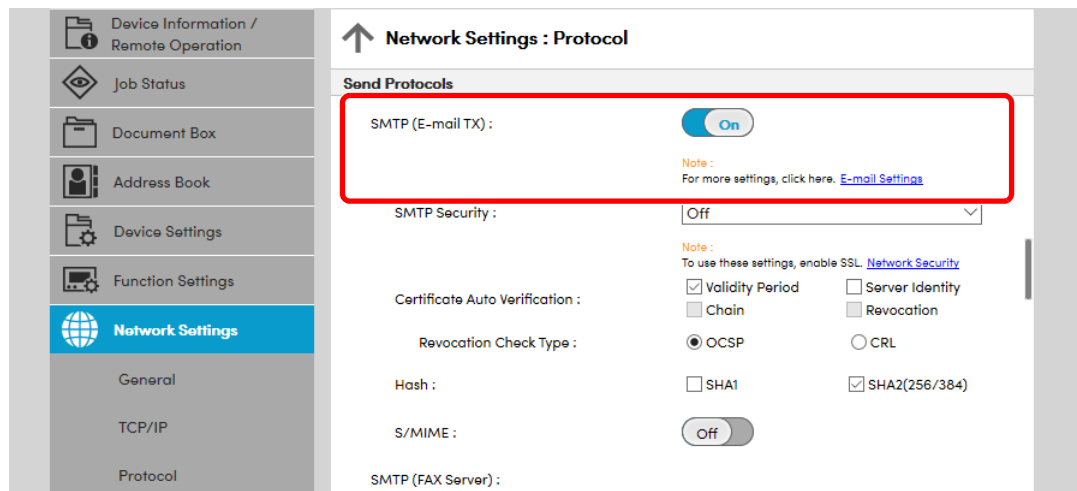 Device Information /
Remote Operation
Job Status
Document Box
Address Book
Device Settings
Function Settings
Network Settings
General
TCP/IP
Protocol
Network Settings : Protocol
Send Protocols
SMTP (E-mail TX) : On
Note :
For more settings, click here. E-mail Settings
SMTP Security : Off
Note :
To use these settings, enable SSL. Network Security
Certificate Auto Verification : Validity Period Server Identity
Chain Revocation
Revocation Check Type : OCSP CRL
Hash : SHA1 SHA2(256/384)
S/MIME : Off
SMTP (FAX Server) :